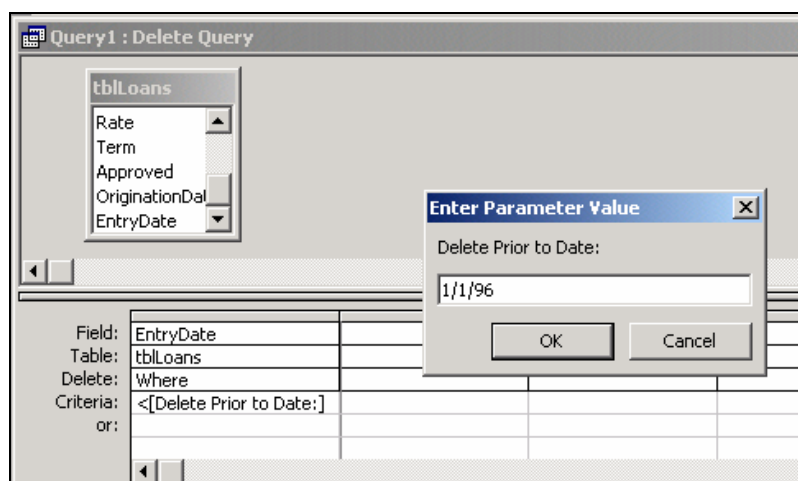 Query1 : Delete Query
tblLoans
Rate
Term
Approved
OriginationDat
EntryDate
Enter Parameter Value
Delete Prior to Date:
1/1/96
OK
Cancel
Field: EntryDate
Table: tblLoans
Delete: Where
Criteria: <[Delete Prior to Date:]
or: